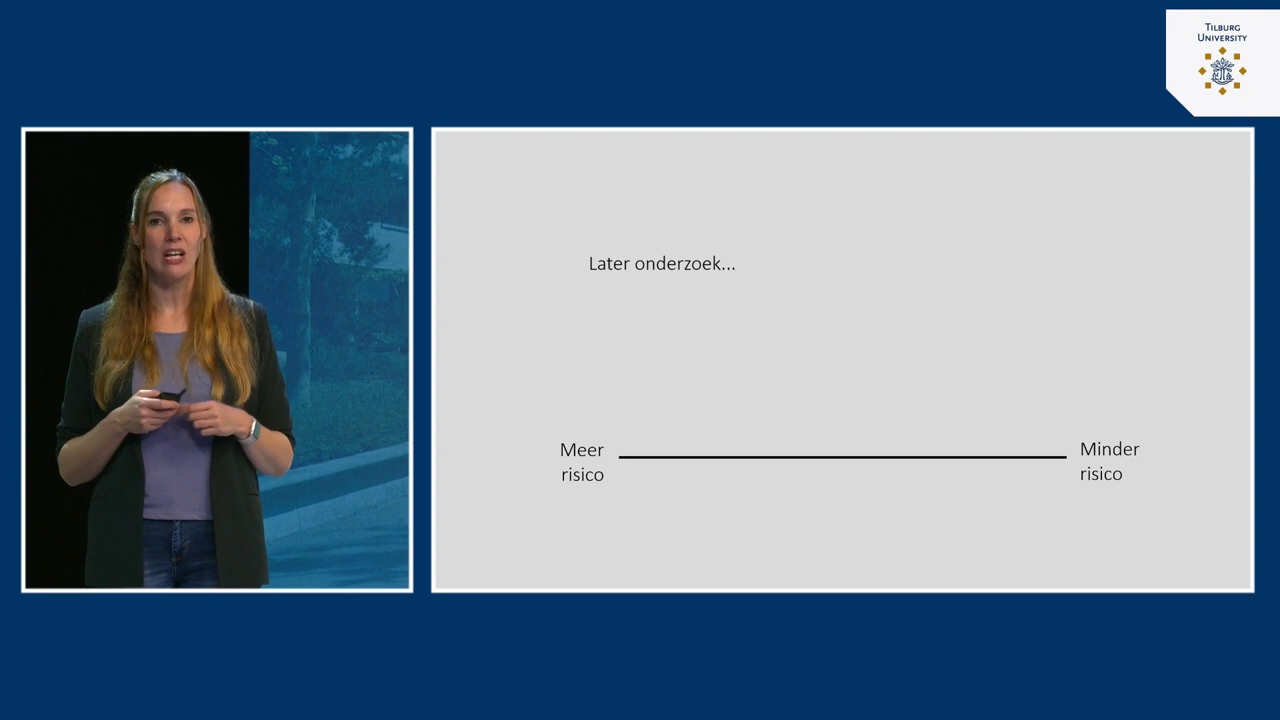 Tilburg
University
Later onderzoek...
Meer
risico
Minder
risico